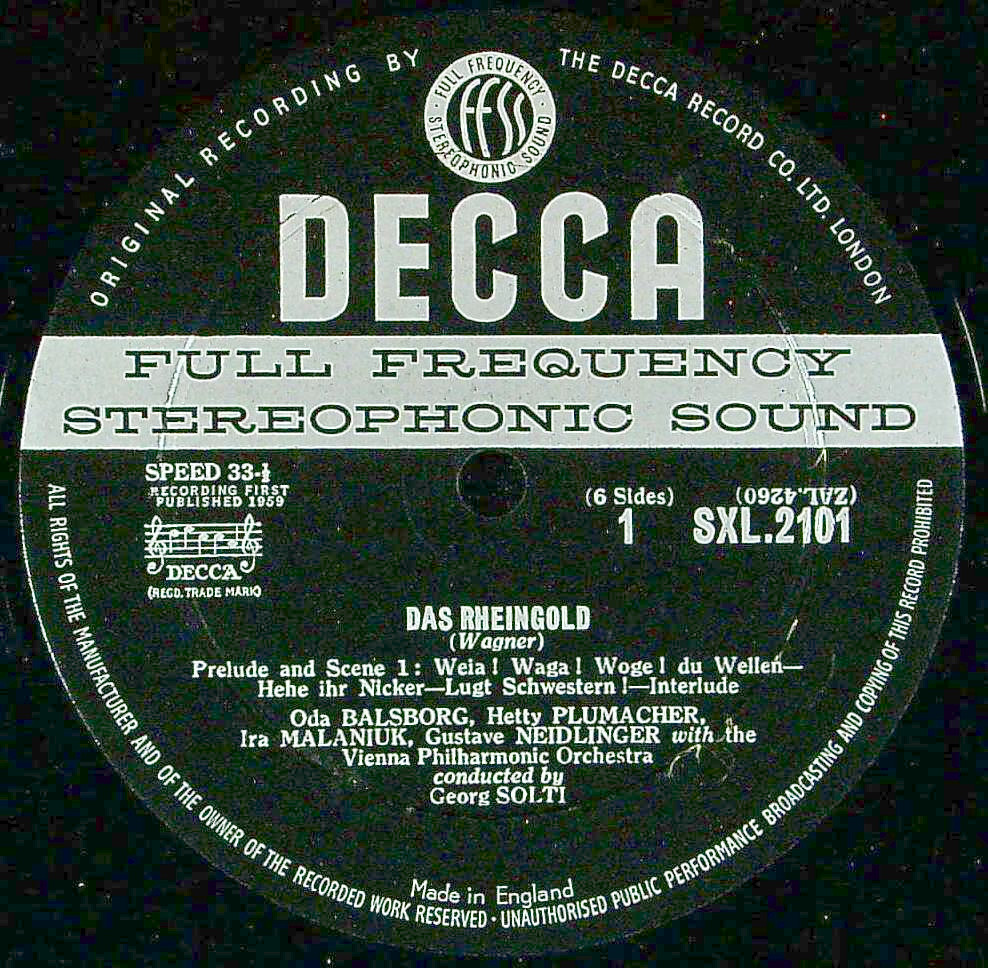 ORIGINAL RECORDING BY THE DECCA RECORD CO. LTD. LONDON
FULL FREQUENCY
FFSS
STEREOPHONIC SOUND
DECCA
FULL FREQUENCY
STEREOPHONIC SOUND
SPEED 33-⅓
RECORDING FIRST
PUBLISHED 1959
DECCA
(REGD. TRADE MARK)
(6 Sides)
1
(ZAL.4260)
SXL.2101
DAS RHEINGOLD
(Wagner)
Prelude and Scene 1: Weia! Waga! Woge! du Wellen—
Hehe ihr Nicker—Lugt Schwestern!—Interlude
Oda BALSBORG, Hetty PLUMACHER,
Ira MALANIUK, Gustave NEIDLINGER with the
Vienna Philharmonic Orchestra
conducted by
Georg SOLTI
Made in England
ALL RIGHTS OF THE MANUFACTURER AND OF THE OWNER OF THE RECORDED WORK RESERVED · UNAUTHORISED PUBLIC PERFORMANCE BROADCASTING AND COPYING OF THIS RECORD PROHIBITED